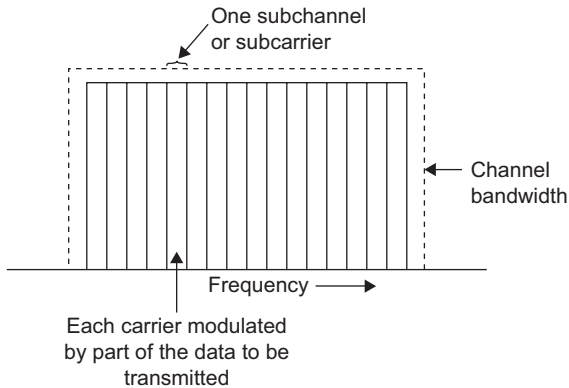 One subchannel
or subcarrier
Channel
bandwidth
Frequency
Each carrier modulated
by part of the data to be
transmitted